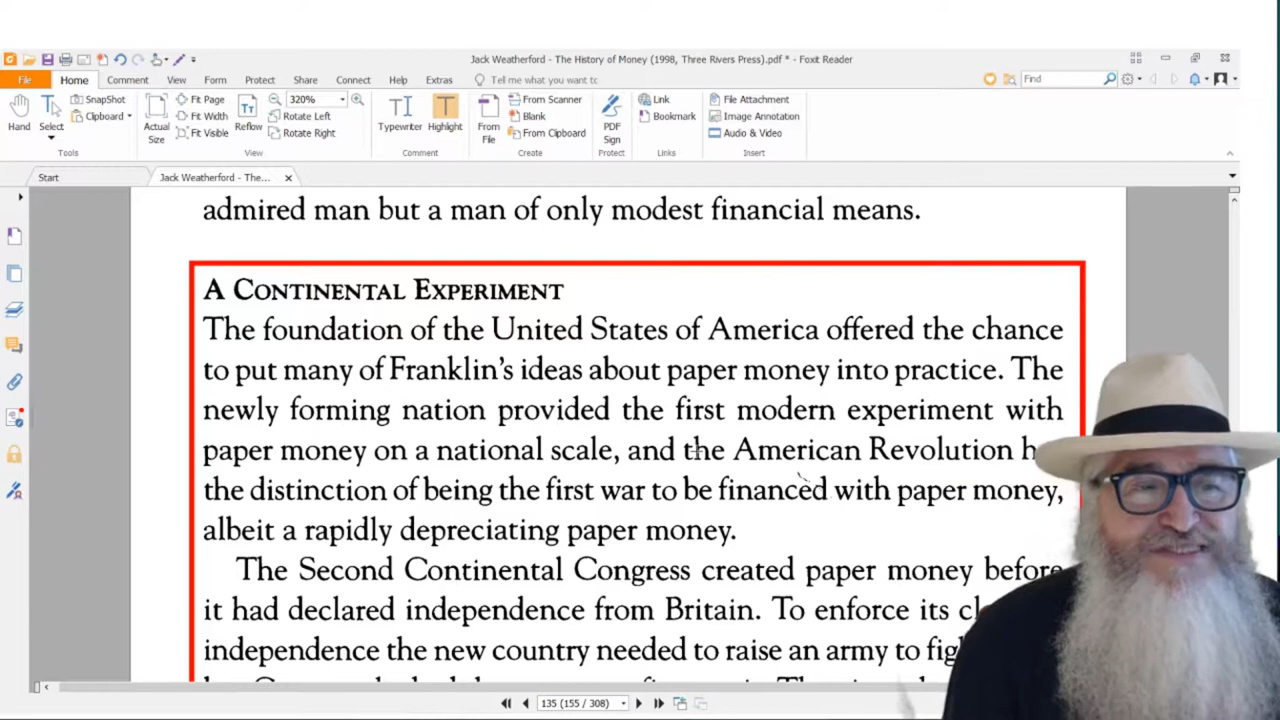 Jack Weatherford - The History of Money (1998, Three Rivers Press).pdf * - Foxit Reader
File Home Comment View Form Protect Share Connect Help Extras Tell me what you want tc Find
Hand
Select
SnapShot
Clipboard
Tools
Actual Size
Fit Page
Fit Width
Fit Visible
Reflow
320%
Rotate Left
Rotate Right
View
Typewriter
Highlight
Comment
From File
From Scanner
Blank
From Clipboard
Create
PDF Sign
Protect
Link
Bookmark
Links
File Attachment
Image Annotation
Audio & Video
Insert
Start Jack Weatherford - The...
admired man but a man of only modest financial means.
A CONTINENTAL EXPERIMENT
The foundation of the United States of America offered the chance
to put many of Franklin's ideas about paper money into practice. The
newly forming nation provided the first modern experiment with
paper money on a national scale, and the American Revolution h
the distinction of being the first war to be financed with paper money,
albeit a rapidly depreciating paper money.
The Second Continental Congress created paper money before
it had declared independence from Britain. To enforce its cl
independence the new country needed to raise an army to fig
135 (155 / 308)